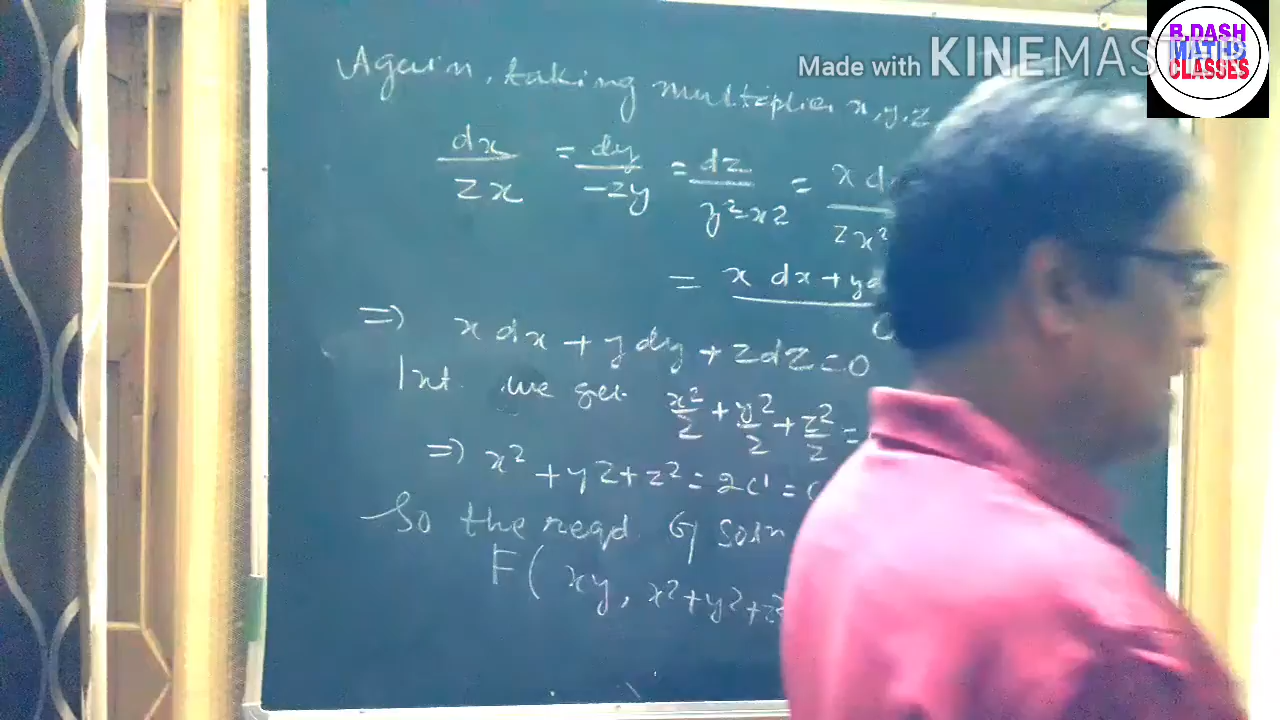 Made with KINEMASTER
B.DASH
MATHS
CLASSES
Again, taking multiplier x, y, z
dx/zx = dy/-zy = dz/y²-x² = x d
zx²
= x dx + y
⇒ x dx + y dy + z dz = 0
Int. we get x²/2 + y²/2 + z²/2 =
⇒ x² + y2 + z² = 2c' = c
So the reqd. G soln
F( xy, x²+y²+z²